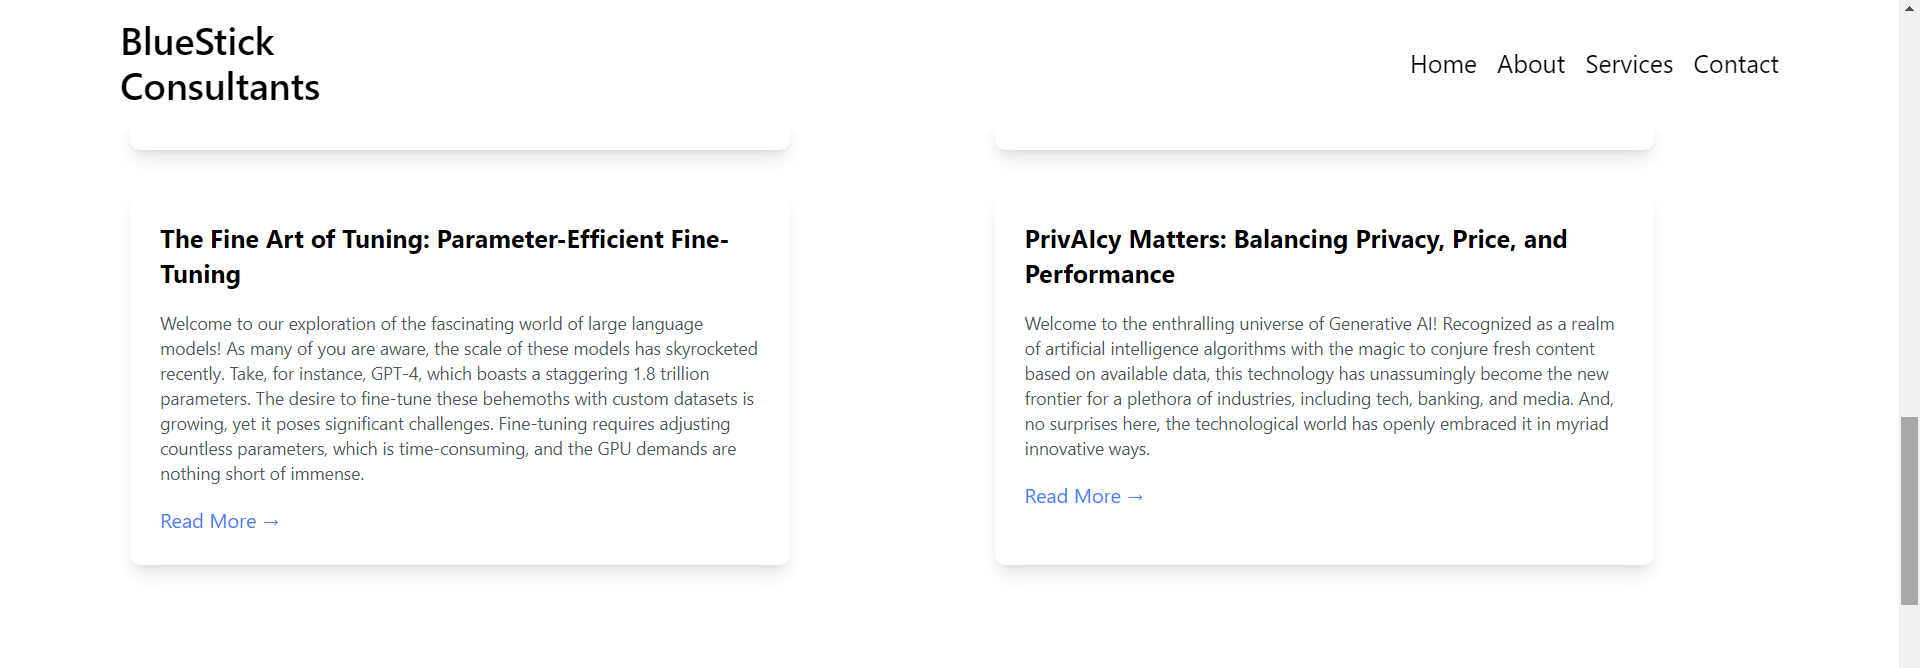 BlueStick
Consultants
Home About Services Contact
The Fine Art of Tuning: Parameter-Efficient Fine-
Tuning
Welcome to our exploration of the fascinating world of large language
models! As many of you are aware, the scale of these models has skyrocketed
recently. Take, for instance, GPT-4, which boasts a staggering 1.8 trillion
parameters. The desire to fine-tune these behemoths with custom datasets is
growing, yet it poses significant challenges. Fine-tuning requires adjusting
countless parameters, which is time-consuming, and the GPU demands are
nothing short of immense.
Read More →
PrivAIcy Matters: Balancing Privacy, Price, and
Performance
Welcome to the enthralling universe of Generative AI! Recognized as a realm
of artificial intelligence algorithms with the magic to conjure fresh content
based on available data, this technology has unassumingly become the new
frontier for a plethora of industries, including tech, banking, and media. And,
no surprises here, the technological world has openly embraced it in myriad
innovative ways.
Read More →